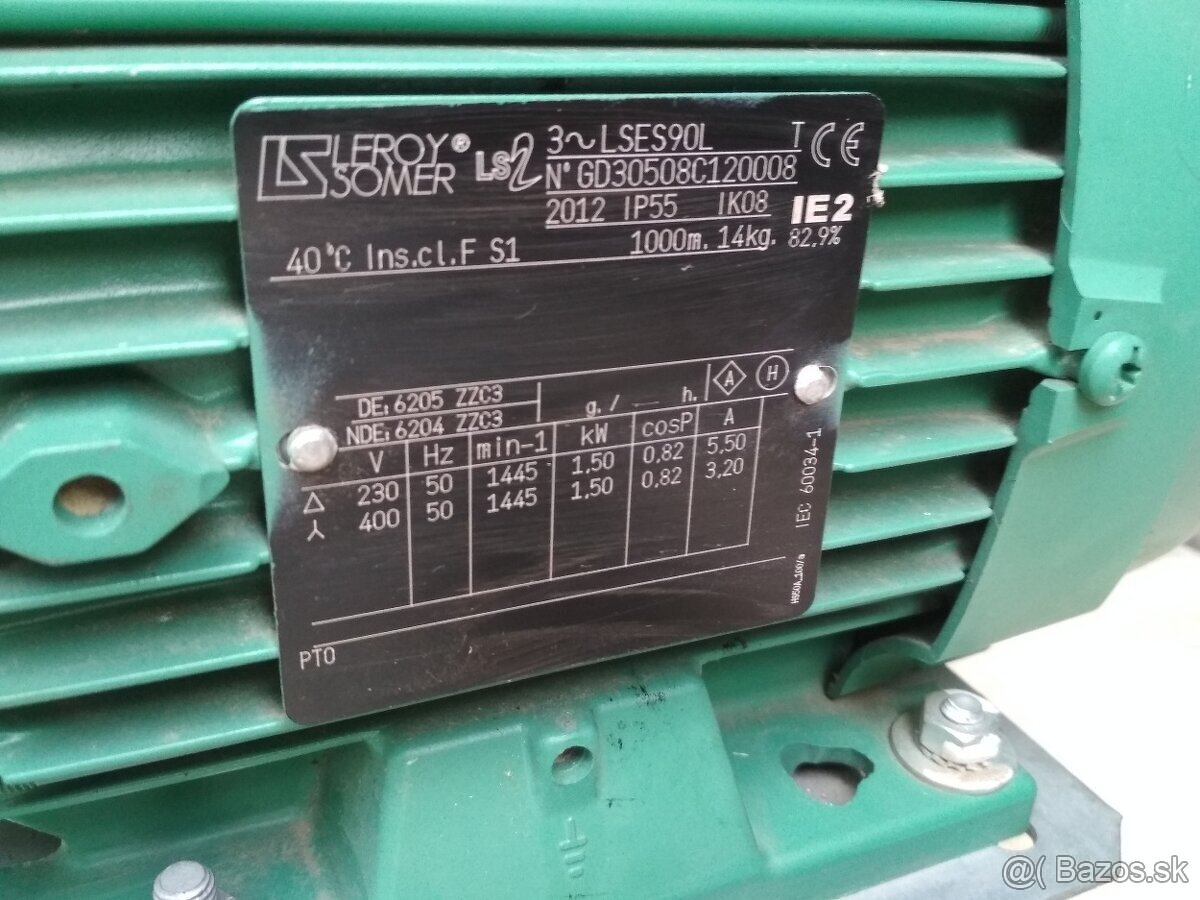 LEROY® SOMER LS2 3~LSES90L T CE
N° GD30508C120008
2012 IP55 IK08 IE2
40°C Ins.cl.F S1 1000m. 14kg. 82.9%
DE: 6205 ZZC3 g. / h. A H
NDE: 6204 ZZC3
V Hz min-1 kW cosP A
△ 230 50 1445 1.50 0,82 5,50
⅄ 400 50 1445 1.50 0,82 3,20
IEC 60034-1
H950A_100/a
PTO
@( Bazos.sk